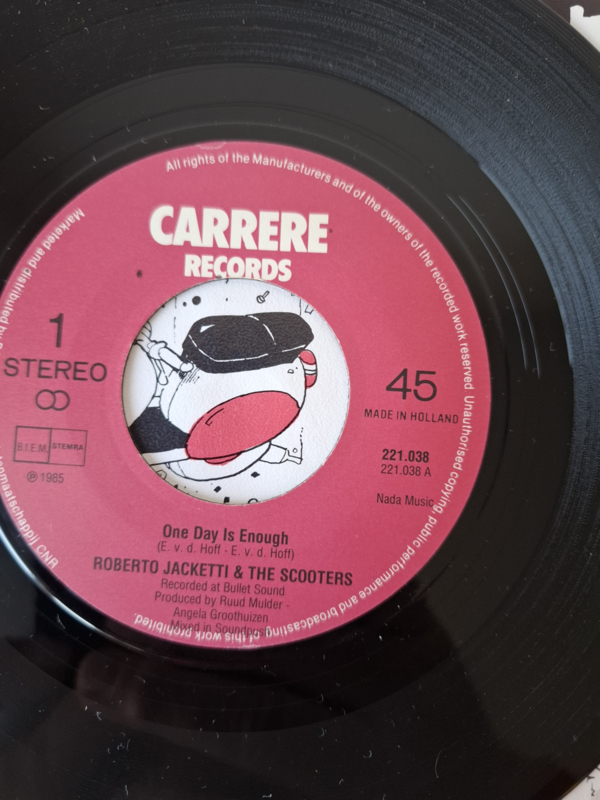 All rights of the Manufacturers and of the owners of the recorded work reserved Unauthorised copying, public performance and broadcasting of this work prohibited.
Marketed and distributed by
maatschappij CNR
CARRERE
RECORDS
1
STEREO
45
MADE IN HOLLAND
B.I.E.M. STEMRA
℗ 1985
221.038
221.038 A
Nada Music
One Day Is Enough
(E. v. d. Hoff - E. v. d. Hoff)
ROBERTO JACKETTI & THE SCOOTERS
Recorded at Bullet Sound
Produced by Ruud Mulder -
Angela Groothuizen
Mixed in Soundpush